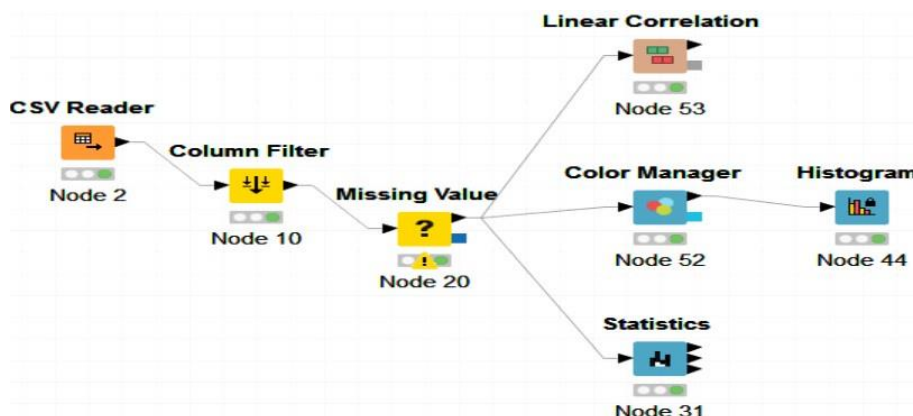 Linear Correlation
Node 53
CSV Reader
Node 2
Column Filter
Node 10
Missing Value
?
!
Node 20
Color Manager
Node 52
Histogram
Node 44
Statistics
Node 31